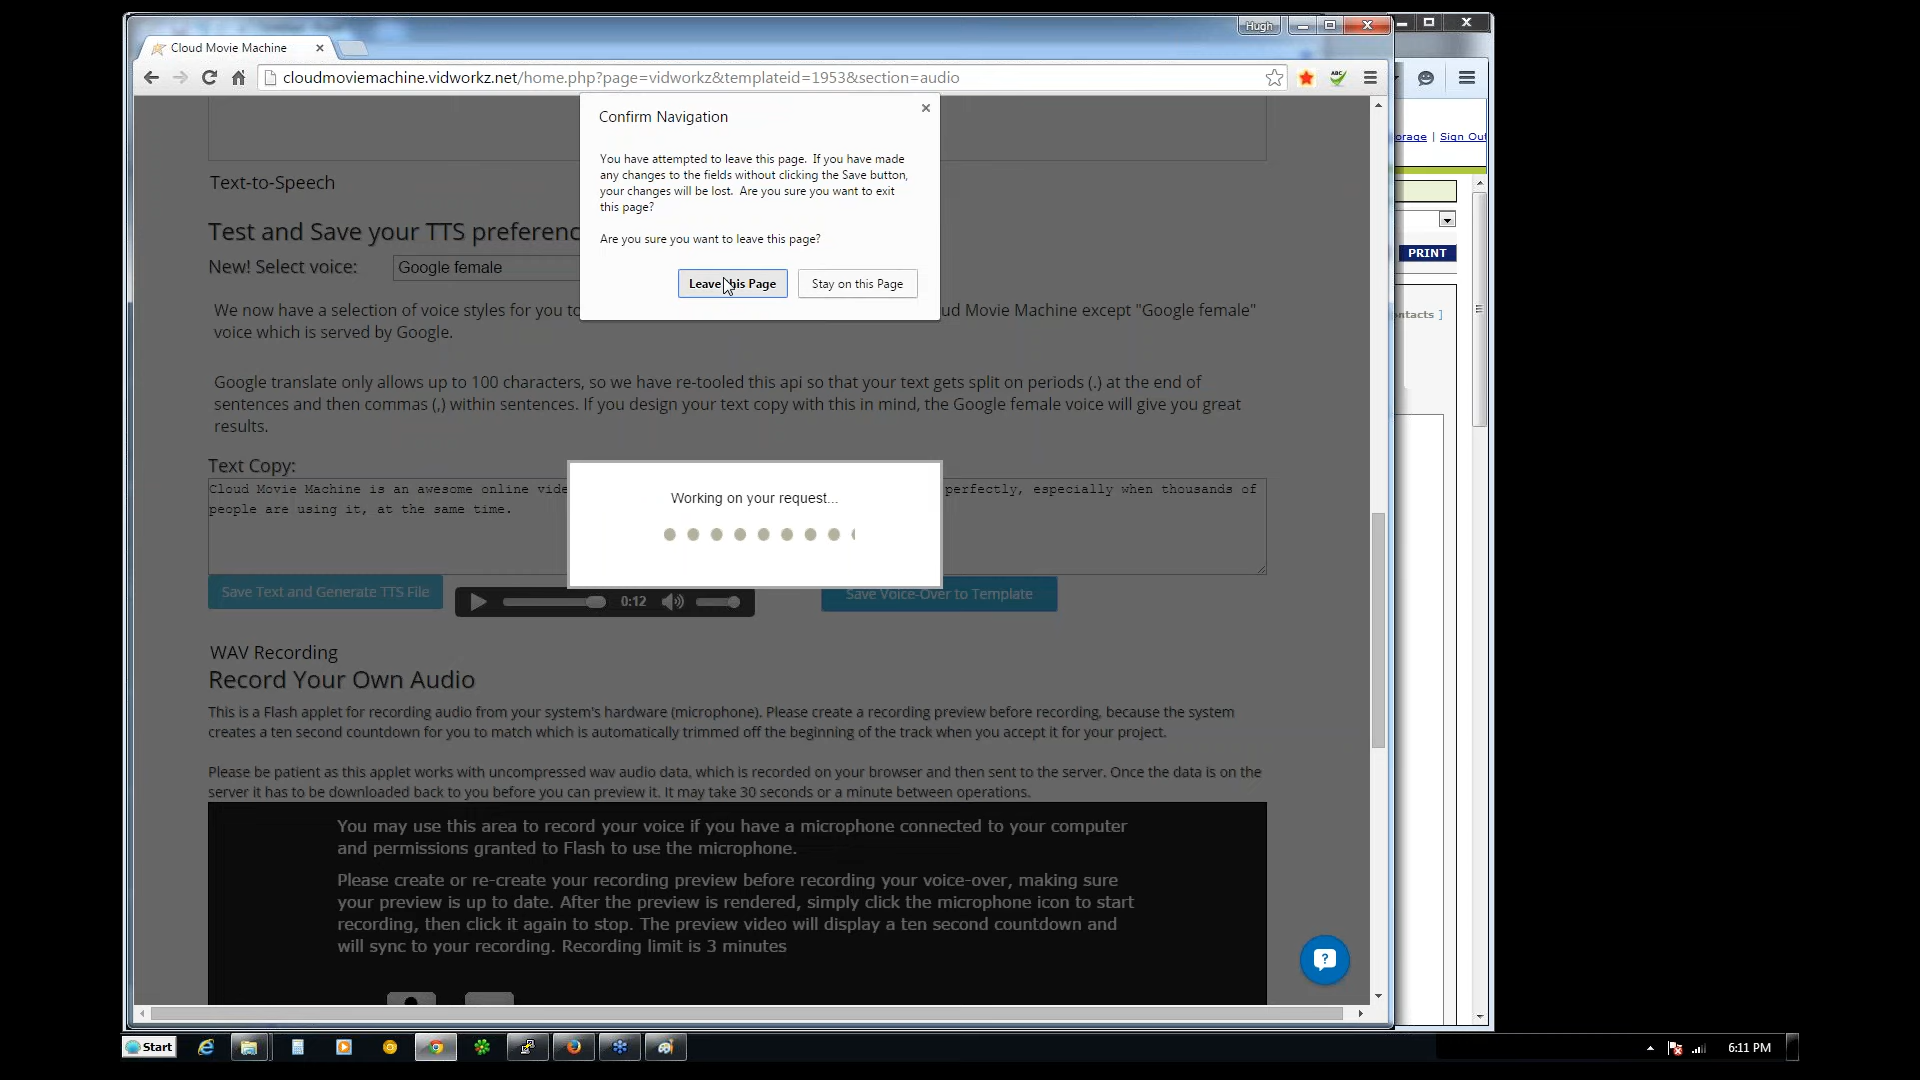 Hugh
Cloud Movie Machine
cloudmoviemachine.vidworkz.net/home.php?page=vidworkz&templateid=1953&section=audio
ABC
orage | Sign Out
PRINT
ontacts ]
Confirm Navigation
You have attempted to leave this page. If you have made
any changes to the fields without clicking the Save button,
your changes will be lost. Are you sure you want to exit
this page?
Are you sure you want to leave this page?
Leave this Page
Stay on this Page
Text-to-Speech
Test and Save your TTS preferenc
New! Select voice:
Google female
We now have a selection of voice styles for you to
ud Movie Machine except "Google female"
voice which is served by Google.
Google translate only allows up to 100 characters, so we have re-tooled this api so that your text gets split on periods (.) at the end of
sentences and then commas (,) within sentences. If you design your text copy with this in mind, the Google female voice will give you great
results.
Text Copy:
Cloud Movie Machine is an awesome online vide
perfectly, especially when thousands of
people are using it, at the same time.
Working on your request...
Save Text and Generate TTS File
0:12
Save Voice-Over to Template
WAV Recording
Record Your Own Audio
This is a Flash applet for recording audio from your system's hardware (microphone). Please create a recording preview before recording, because the system
creates a ten second countdown for you to match which is automatically trimmed off the beginning of the track when you accept it for your project.
Please be patient as this applet works with uncompressed wav audio data, which is recorded on your browser and then sent to the server. Once the data is on the
server it has to be downloaded back to you before you can preview it. It may take 30 seconds or a minute between operations.
You may use this area to record your voice if you have a microphone connected to your computer
and permissions granted to Flash to use the microphone.
Please create or re-create your recording preview before recording your voice-over, making sure
your preview is up to date. After the preview is rendered, simply click the microphone icon to start
recording, then click it again to stop. The preview video will display a ten second countdown and
will sync to your recording. Recording limit is 3 minutes
Start
6:11 PM